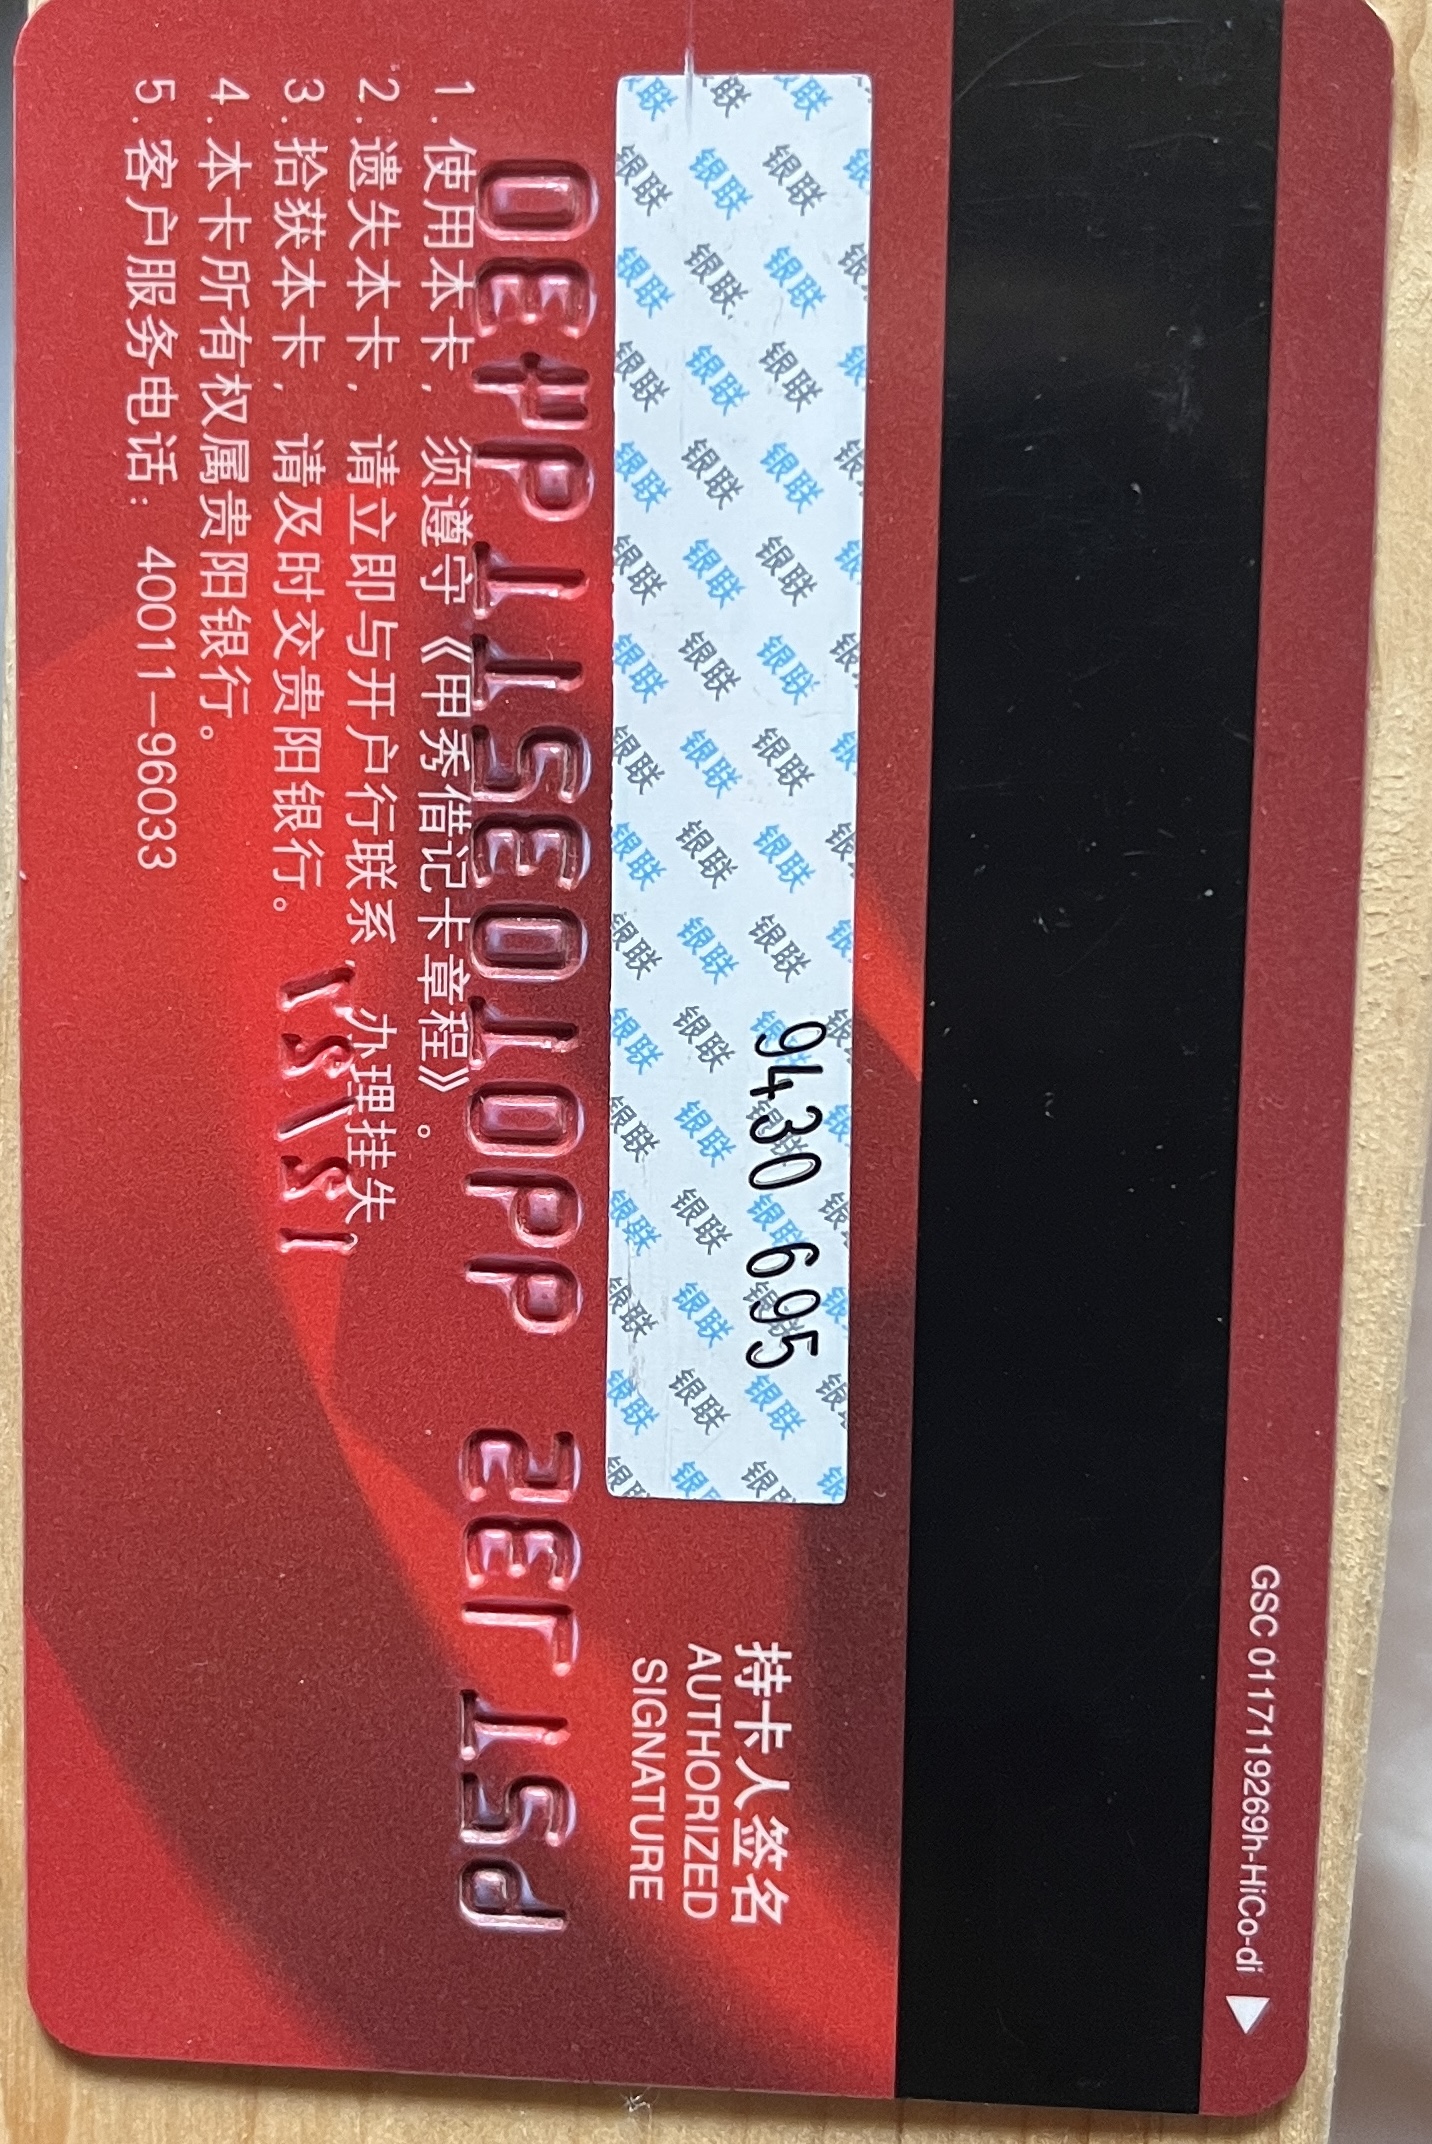 GSC 01171119269h-HiCo-di
9430 695
持卡人签名
AUTHORIZED
SIGNATURE
1. 使用本卡，须遵守《甲秀借记卡章程》。
2. 遗失本卡，请立即与开户行联系，办理挂失
3. 拾获本卡，请及时交贵阳银行。
4. 本卡所有权属贵阳银行。
5. 客户服务电话：40011-96033